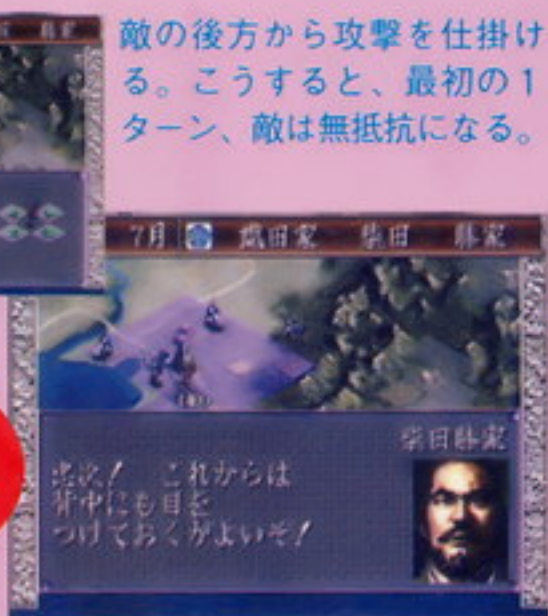 敵の後方から攻撃を仕掛け
る。こうすると、最初の1
ターン、敵は無抵抗になる。
7月 織田家 柴田 勝家
柴田勝家
忠次! これからは
背中にも目を
つけておくがよいぞ!